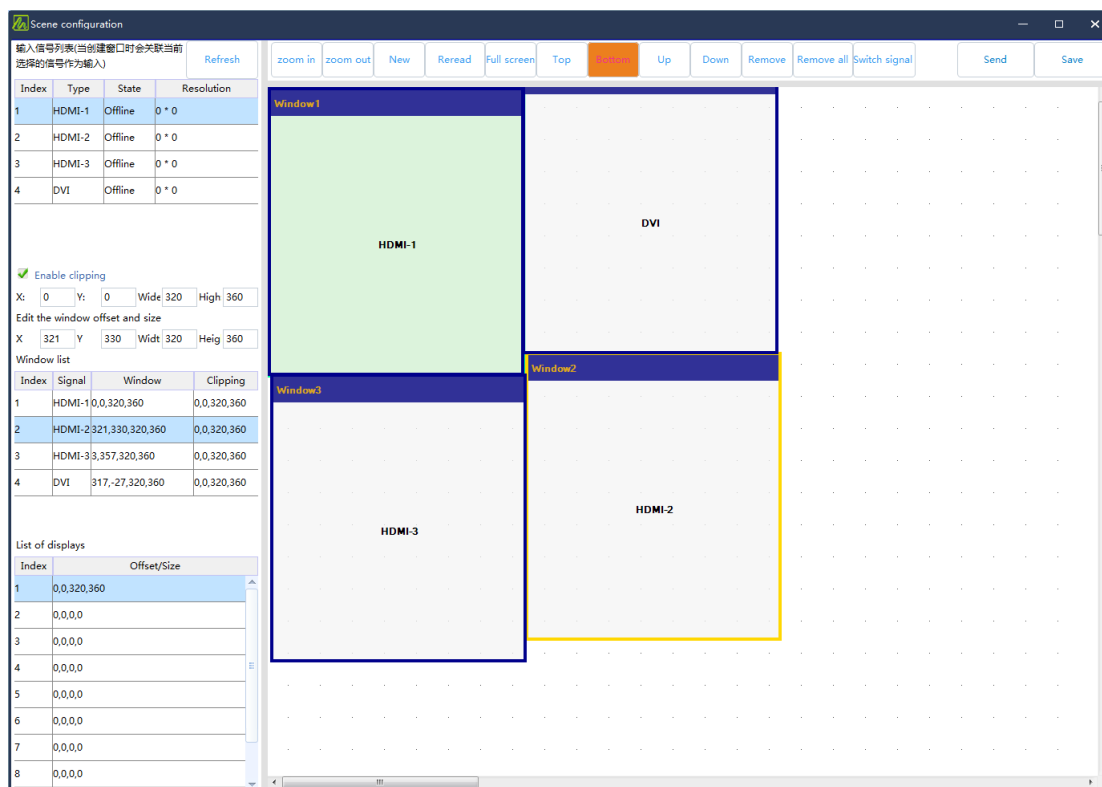 Scene configuration
输入信号列表(当创建窗口时会关联当前
选择的信号作为输入)
Refresh
zoom in zoom out New Reread Full screen Top Bottom Up Down Remove Remove all Switch signal Send Save
Index Type State Resolution
1 HDMI-1 Offline 0 * 0
2 HDMI-2 Offline 0 * 0
3 HDMI-3 Offline 0 * 0
4 DVI Offline 0 * 0
Enable clipping
X: 0 Y: 0 Wide 320 High 360
Edit the window offset and size
X 321 Y 330 Widt 320 Heig 360
Window list
Index Signal Window Clipping
1 HDMI-1 0,0,320,360 0,0,320,360
2 HDMI-2 321,330,320,360 0,0,320,360
3 HDMI-3 3,357,320,360 0,0,320,360
4 DVI 317,-27,320,360 0,0,320,360
List of displays
Index Offset/Size
1 0,0,320,360
2 0,0,0,0
3 0,0,0,0
4 0,0,0,0
5 0,0,0,0
6 0,0,0,0
7 0,0,0,0
8 0,0,0,0
Window1
HDMI-1
DVI
Window2
HDMI-2
Window3
HDMI-3